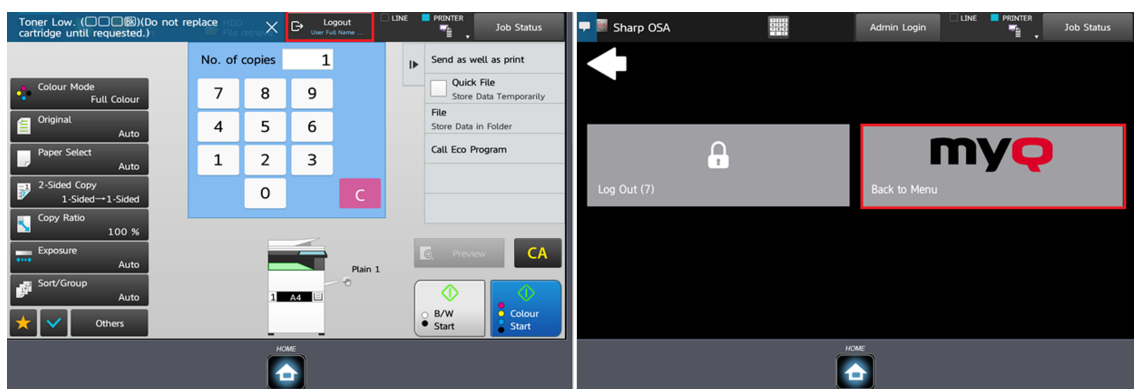 Toner Low. (
)(Do not replace
cartridge until requested.)
HDD
File retrie
Logout
User Full Name ...
LINE
PRINTER
Job Status
No. of copies
1
7
8
9
4
5
6
1
2
3
0
C
Colour Mode
Full Colour
Original
Auto
Paper Select
Auto
2-Sided Copy
1-Sided→1-Sided
Copy Ratio
100 %
Exposure
Auto
Sort/Group
Auto
Others
Send as well as print
Quick File
Store Data Temporarily
File
Store Data in Folder
Call Eco Program
Plain 1
1
A4
Preview
CA
B/W
Start
Colour
Start
HOME
Sharp OSA
Admin Login
LINE
PRINTER
Job Status
Log Out (7)
myQ
Back to Menu
HOME